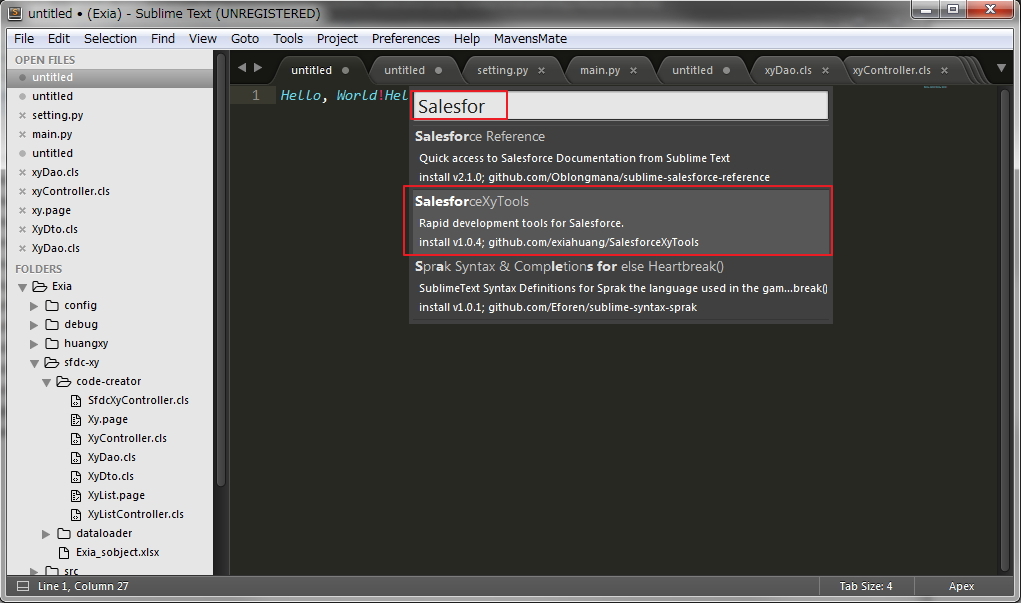 untitled • (Exia) - Sublime Text (UNREGISTERED)
File Edit Selection Find View Goto Tools Project Preferences Help MavensMate
OPEN FILES
untitled
untitled
setting.py
main.py
untitled
xyDao.cls
xyController.cls
xy.page
XyDto.cls
XyDao.cls
FOLDERS
Exia
config
debug
huangxy
sfdc-xy
code-creator
SfdcXyController.cls
Xy.page
XyController.cls
XyDao.cls
XyDto.cls
XyList.page
XyListController.cls
dataloader
Exia_sobject.xlsx
src
untitled untitled setting.py main.py untitled xyDao.cls xyController.cls
1 Hello, World!Hel
Salesfor
Salesforce Reference
Quick access to Salesforce Documentation from Sublime Text
install v2.1.0; github.com/Oblongmana/sublime-salesforce-reference
SalesforceXyTools
Rapid development tools for Salesforce.
install v1.0.4; github.com/exiahuang/SalesforceXyTools
Sprak Syntax & Completions for else Heartbreak()
SublimeText Syntax Definitions for Sprak the language used in the gam...break()
install v1.0.1; github.com/Eforen/sublime-syntax-sprak
Line 1, Column 27
Tab Size: 4
Apex